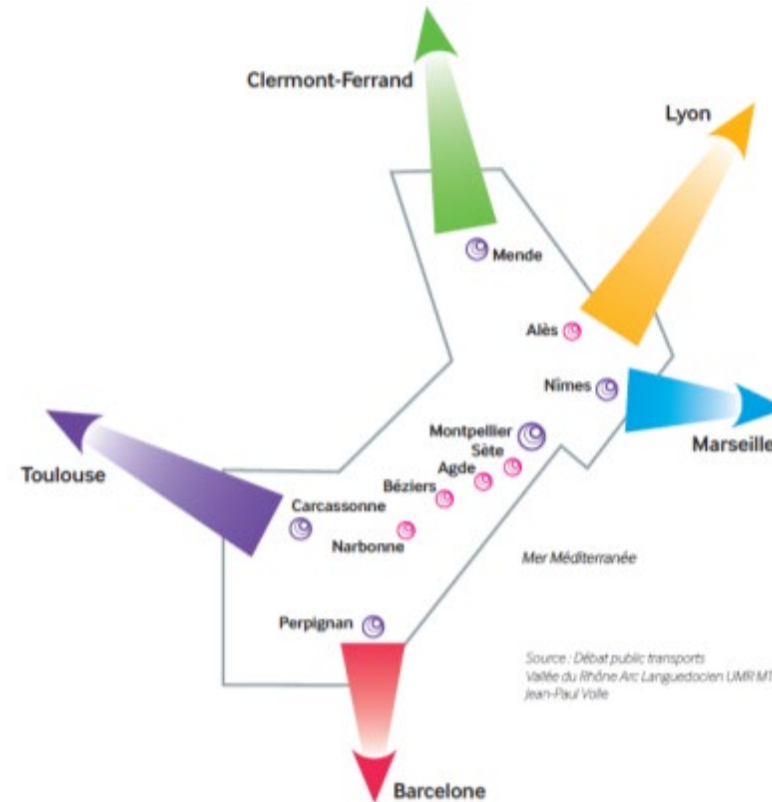 Clermont-Ferrand
Lyon
Mende
Alès
Nîmes
Marseille
Montpellier
Sète
Agde
Béziers
Toulouse
Carcassonne
Narbonne
Mer Méditerranée
Perpignan
Source : Débat public transports
Vallée du Rhône Arc Languedocien UMR MT
Jean-Paul Volle
Barcelone